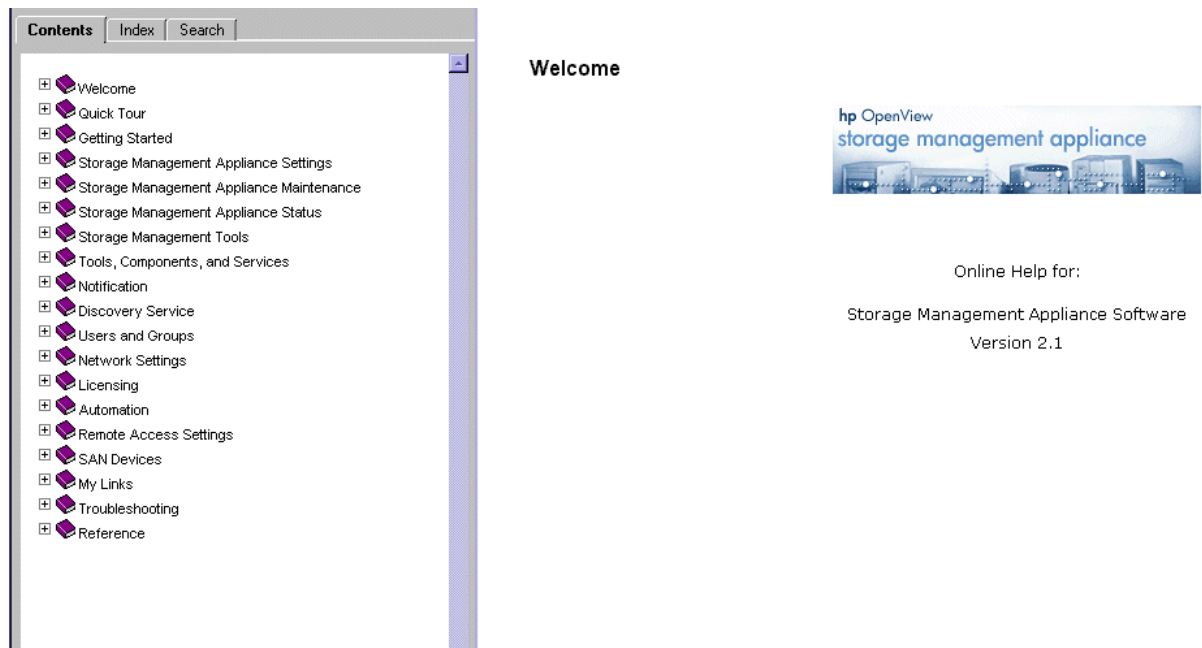 Contents Index Search
Welcome
Quick Tour
Getting Started
Storage Management Appliance Settings
Storage Management Appliance Maintenance
Storage Management Appliance Status
Storage Management Tools
Tools, Components, and Services
Notification
Discovery Service
Users and Groups
Network Settings
Licensing
Automation
Remote Access Settings
SAN Devices
My Links
Troubleshooting
Reference
Welcome
hp OpenView
storage management appliance
Online Help for:
Storage Management Appliance Software
Version 2.1